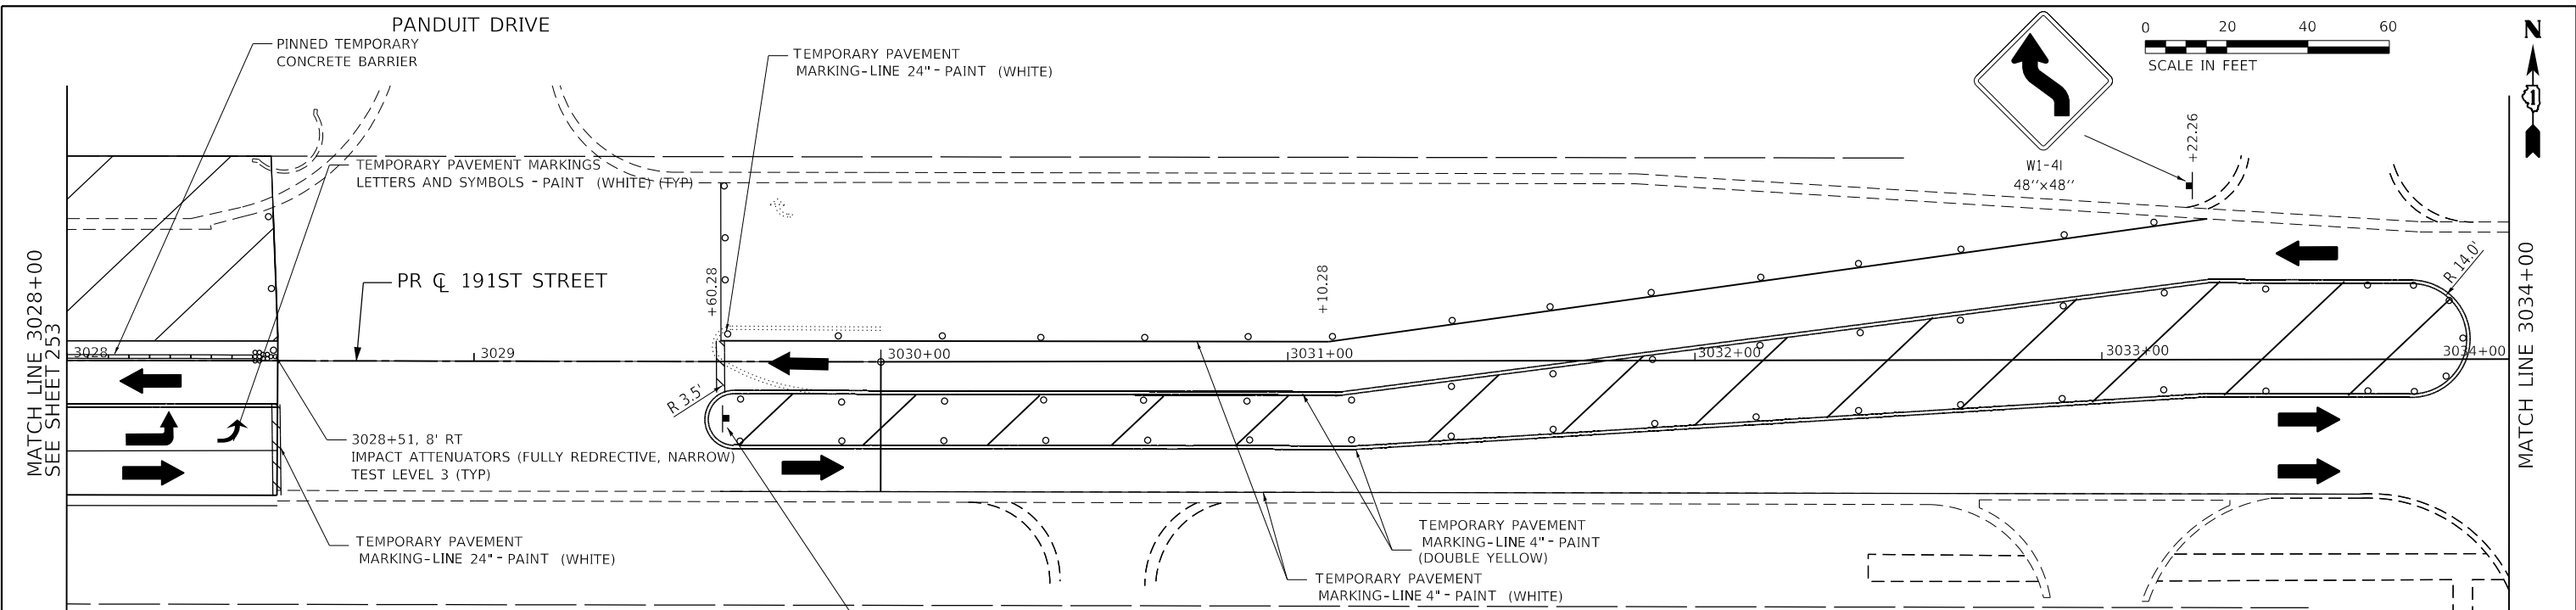 PANDUIT DRIVE
PINNED TEMPORARY
CONCRETE BARRIER
TEMPORARY PAVEMENT
MARKING-LINE 24" - PAINT (WHITE)
0 20 40 60
SCALE IN FEET
N
1
+22.26
W1-4l
48"x48"
TEMPORARY PAVEMENT MARKINGS
LETTERS AND SYMBOLS - PAINT (WHITE) (TYP)
R 14.0'
MATCH LINE 3028+00
SEE SHEET 253
PR ℄ 191ST STREET
+60.28
+10.28
MATCH LINE 3034+00
3028
3029
3030+00
3031+00
3032+00
3033+00
3034+00
R 3.5'
3028+51, 8' RT
IMPACT ATTENUATORS (FULLY REDRECTIVE, NARROW)
TEST LEVEL 3 (TYP)
TEMPORARY PAVEMENT
MARKING-LINE 24" - PAINT (WHITE)
TEMPORARY PAVEMENT
MARKING-LINE 4" - PAINT
(DOUBLE YELLOW)
TEMPORARY PAVEMENT
MARKING-LINE 4" - PAINT (WHITE)